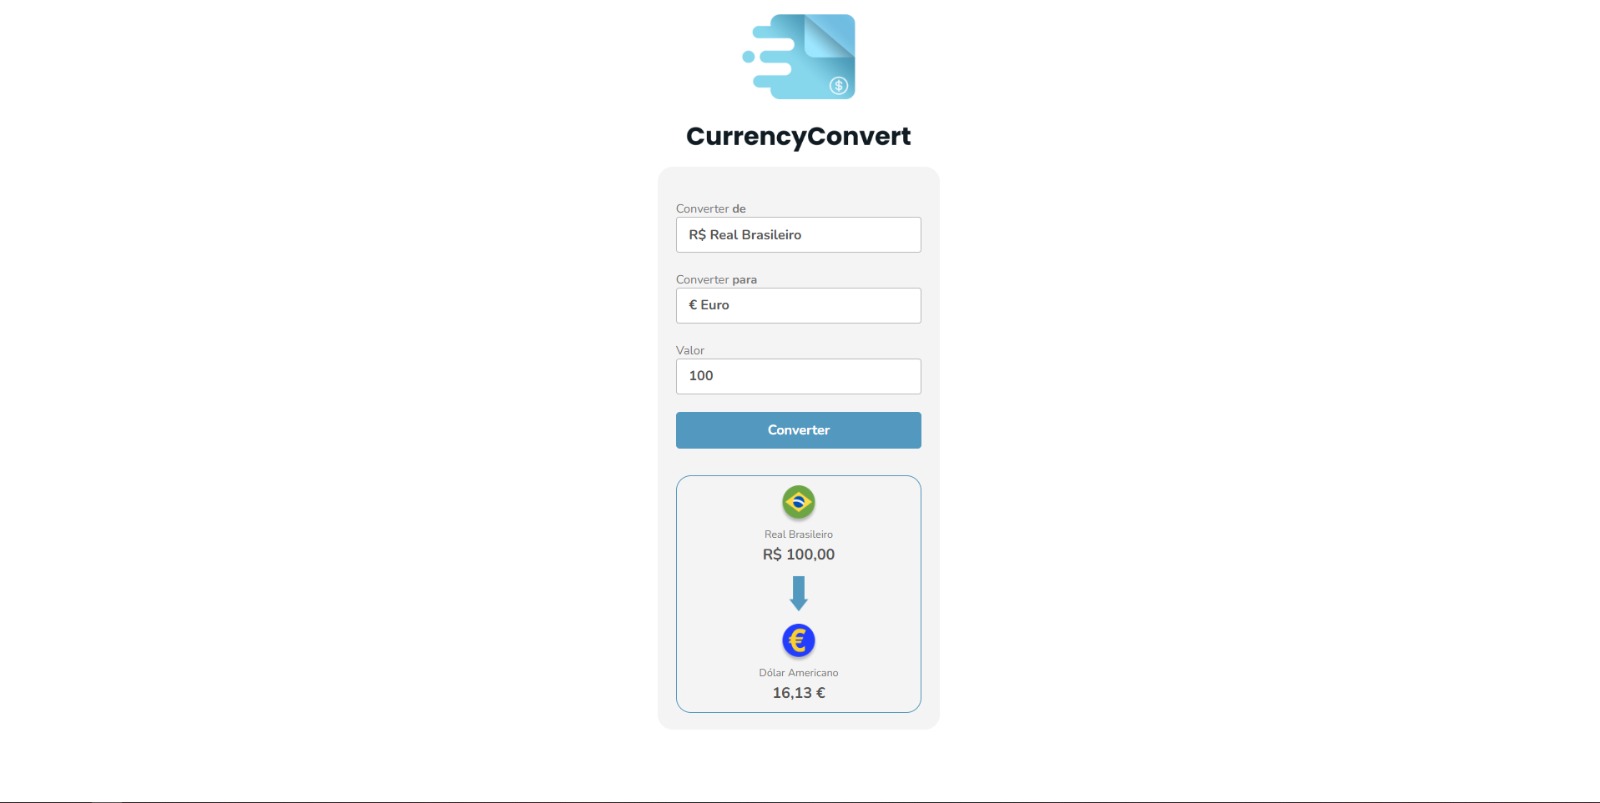 $
CurrencyConvert
Converter de
R$ Real Brasileiro
Converter para
€ Euro
Valor
100
Converter
Real Brasileiro
R$ 100,00
€
Dólar Americano
16,13 €